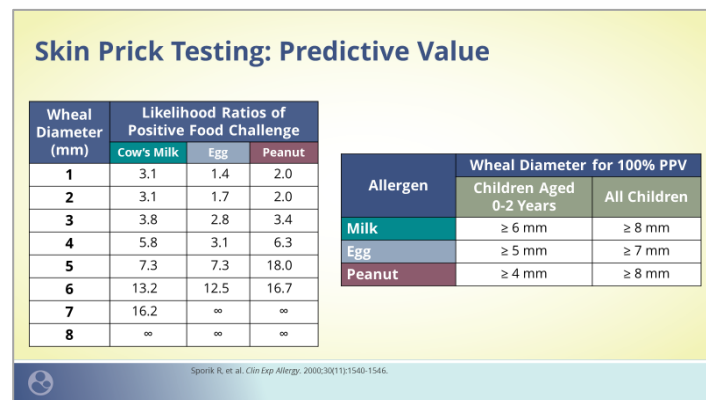 Skin Prick Testing: Predictive Value
Wheal Diameter (mm) Likelihood Ratios of Positive Food Challenge
Cow's Milk Egg Peanut
1 3.1 1.4 2.0
2 3.1 1.7 2.0
3 3.8 2.8 3.4
4 5.8 3.1 6.3
5 7.3 7.3 18.0
6 13.2 12.5 16.7
7 16.2 ∞ ∞
8 ∞ ∞ ∞
Allergen Wheal Diameter for 100% PPV
Children Aged 0-2 Years All Children
Milk ≥ 6 mm ≥ 8 mm
Egg ≥ 5 mm ≥ 7 mm
Peanut ≥ 4 mm ≥ 8 mm
Sporik R, et al. Clin Exp Allergy. 2000;30(11):1540-1546.